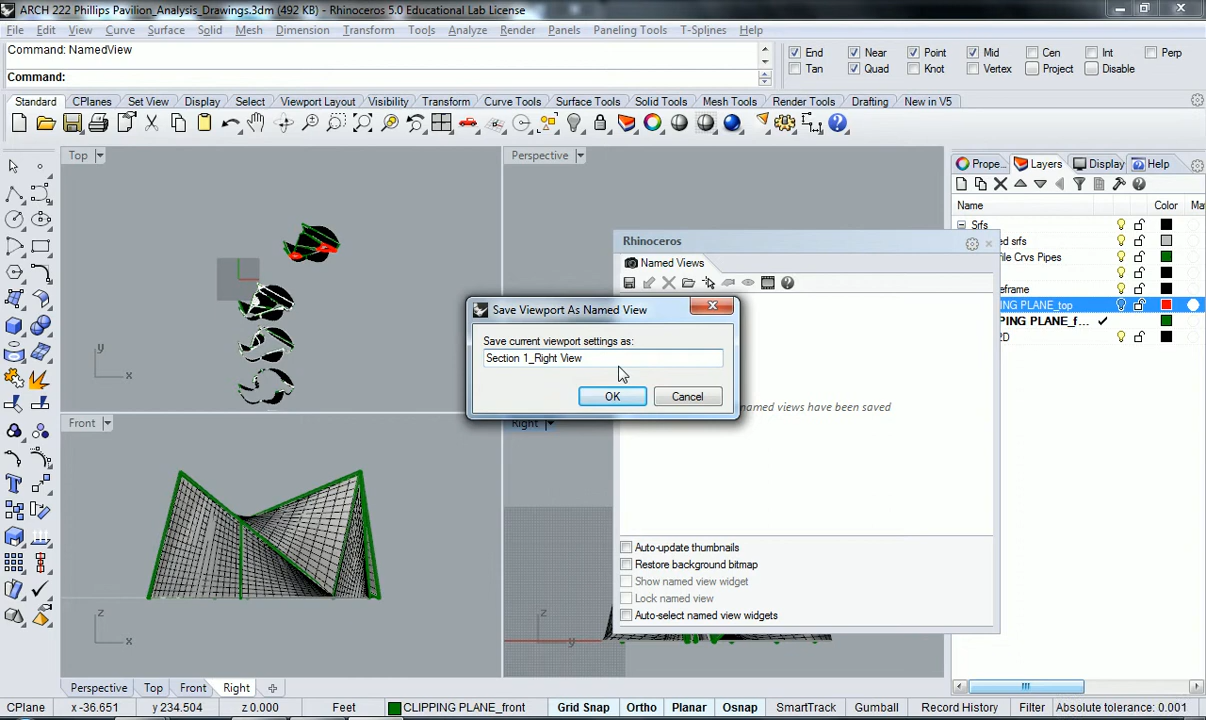 ARCH 222 Phillips Pavilion_Analysis_Drawings.3dm (492 KB) - Rhinoceros 5.0 Educational Lab License
File Edit View Curve Surface Solid Mesh Dimension Transform Tools Analyze Render Panels Paneling Tools T-Splines Help
Command: NamedView
Command:
End Near Point Mid Cen Int Perp
Tan Quad Knot Vertex Project Disable
Standard CPlanes Set View Display Select Viewport Layout Visibility Transform Curve Tools Surface Tools Solid Tools Mesh Tools Render Tools Drafting New in V5
Top
Perspective
Prope... Layers Display Help
Name Color Ma
Srfs
ed srfs
file Crvs Pipes
eframe
PING PLANE_top
PING PLANE_f...
D
y
x
Front
z
x
Right
z
y
Rhinoceros
Named Views
named views have been saved
Auto-update thumbnails
Restore background bitmap
Show named view widget
Lock named view
Auto-select named view widgets
Save Viewport As Named View
Save current viewport settings as:
Section 1_Right View
OK Cancel
Perspective Top Front Right
CPlane x -36.651 y 234.504 z 0.000 Feet CLIPPING PLANE_front Grid Snap Ortho Planar Osnap SmartTrack Gumball Record History Filter Absolute tolerance: 0.001